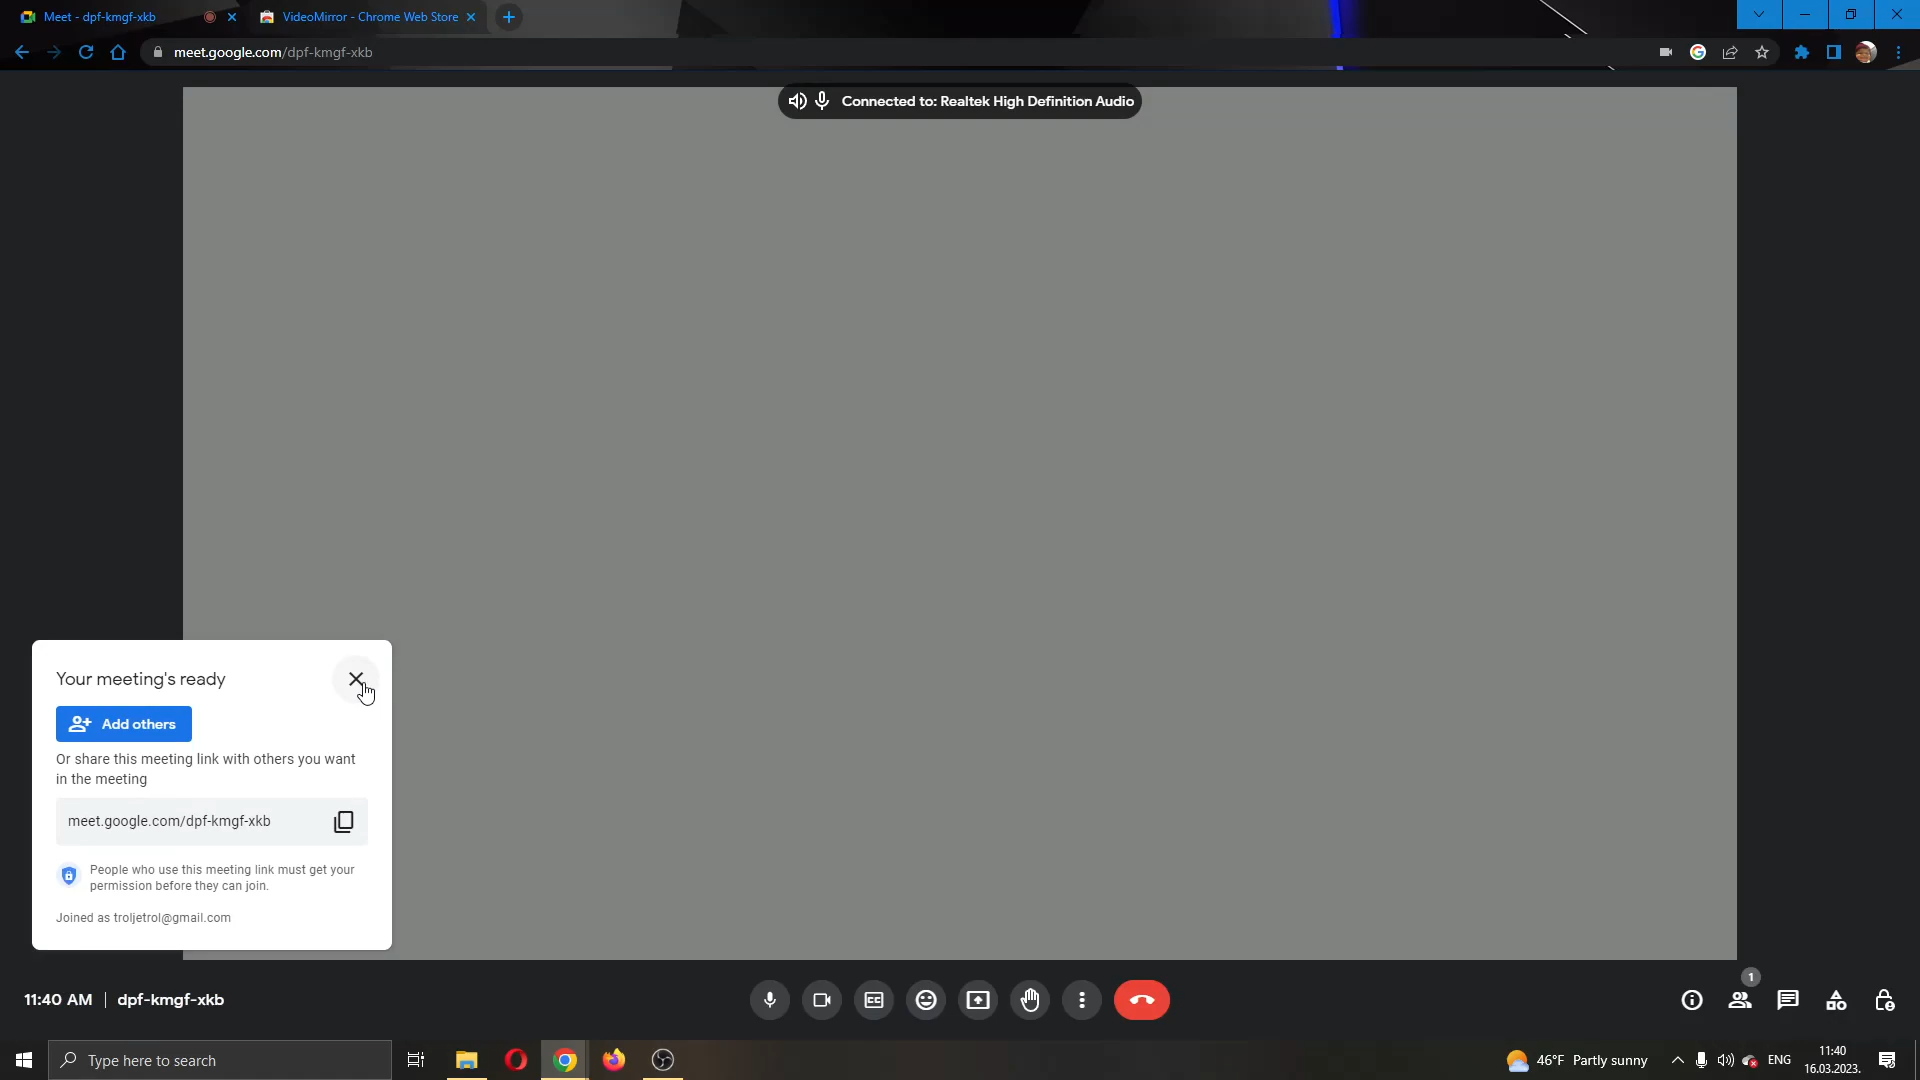 Meet - dpf-kmgf-xkb
VideoMirror - Chrome Web Store
meet.google.com/dpf-kmgf-xkb
Connected to: Realtek High Definition Audio
Your meeting's ready
Add others
Or share this meeting link with others you want
in the meeting
meet.google.com/dpf-kmgf-xkb
People who use this meeting link must get your
permission before they can join.
Joined as troljetrol@gmail.com
11:40 AM | dpf-kmgf-xkb
CC
1
Type here to search
46°F Partly sunny
ENG
11:40
16.03.2023.